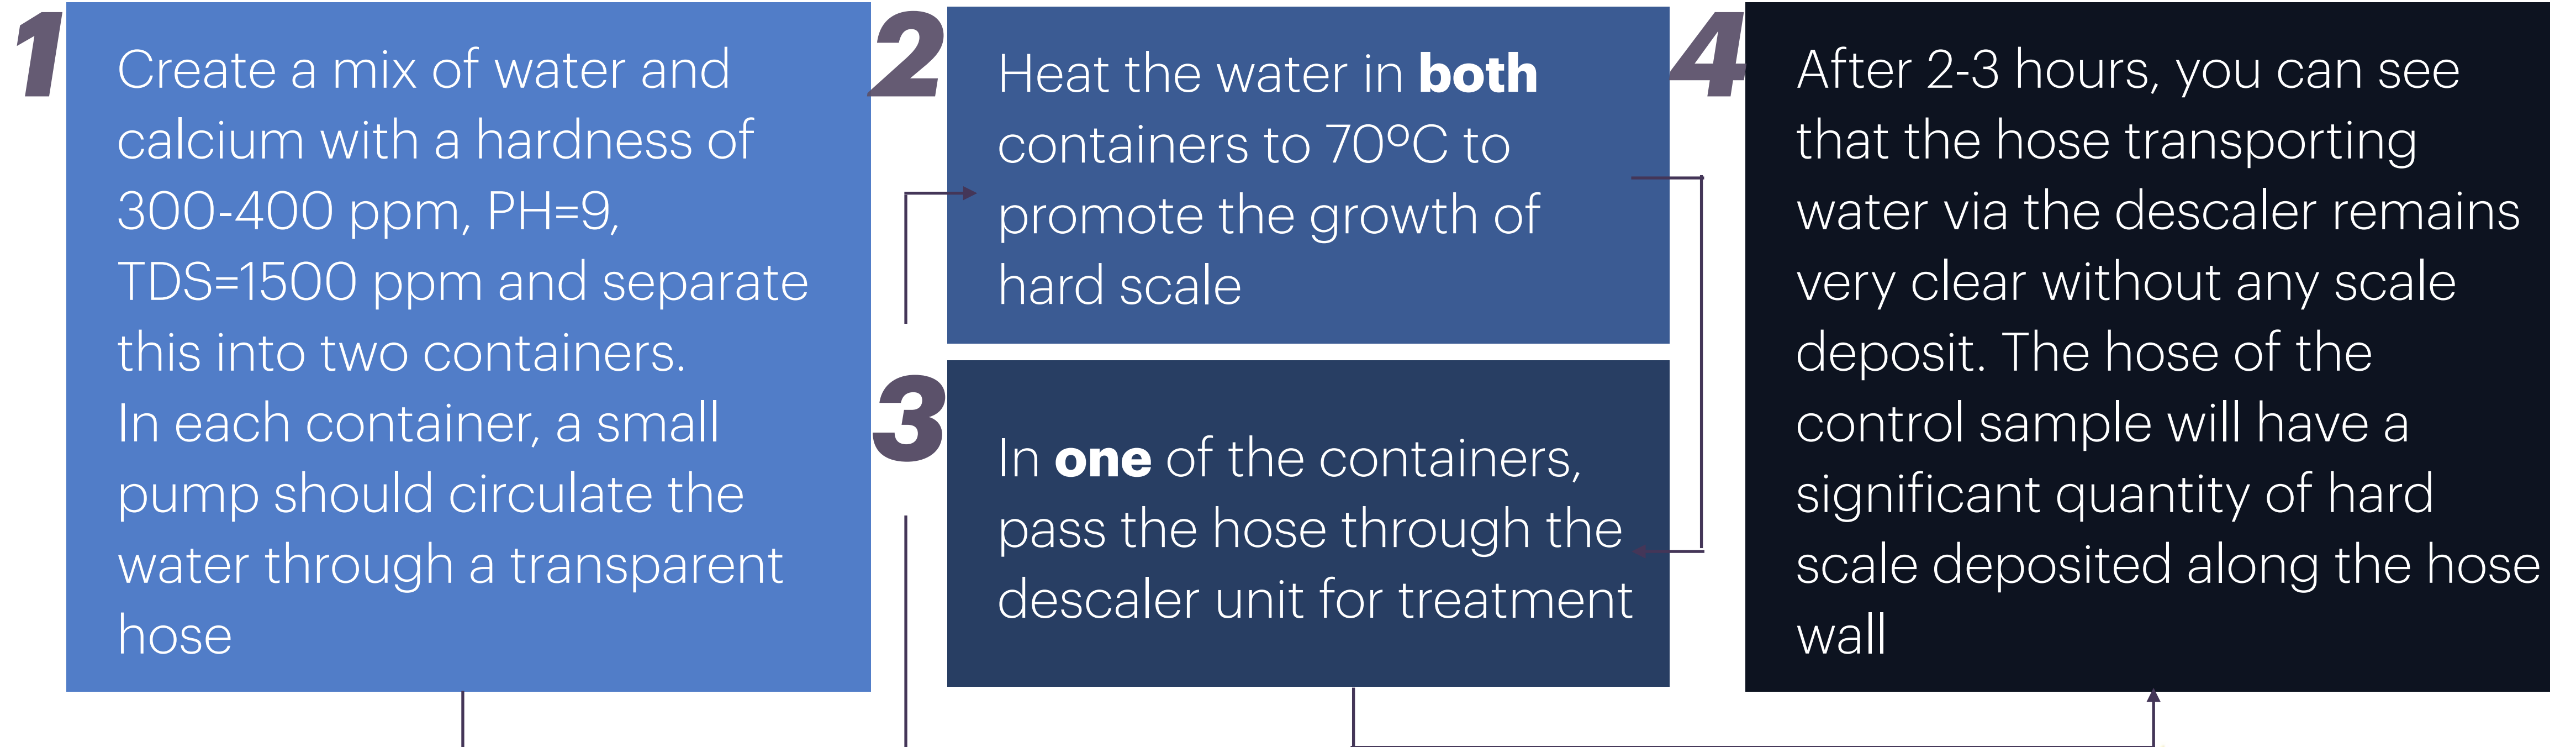 1
Create a mix of water and
calcium with a hardness of
300-400 ppm, PH=9,
TDS=1500 ppm and separate
this into two containers.
In each container, a small
pump should circulate the
water through a transparent
hose
2
Heat the water in both
containers to 70ºC to
promote the growth of
hard scale
3
In one of the containers,
pass the hose through the
descaler unit for treatment
4
After 2-3 hours, you can see
that the hose transporting
water via the descaler remains
very clear without any scale
deposit. The hose of the
control sample will have a
significant quantity of hard
scale deposited along the hose
wall